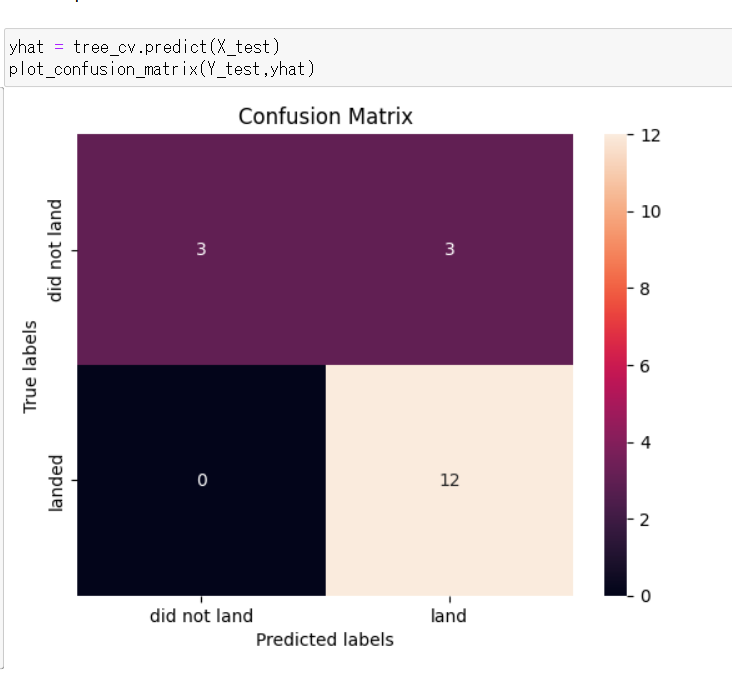 yhat = tree_cv.predict(X_test)
plot_confusion_matrix(Y_test,yhat)
Confusion Matrix
did not land
landed
True labels
3
3
0
12
did not land
land
Predicted labels
12
10
8
6
4
2
0